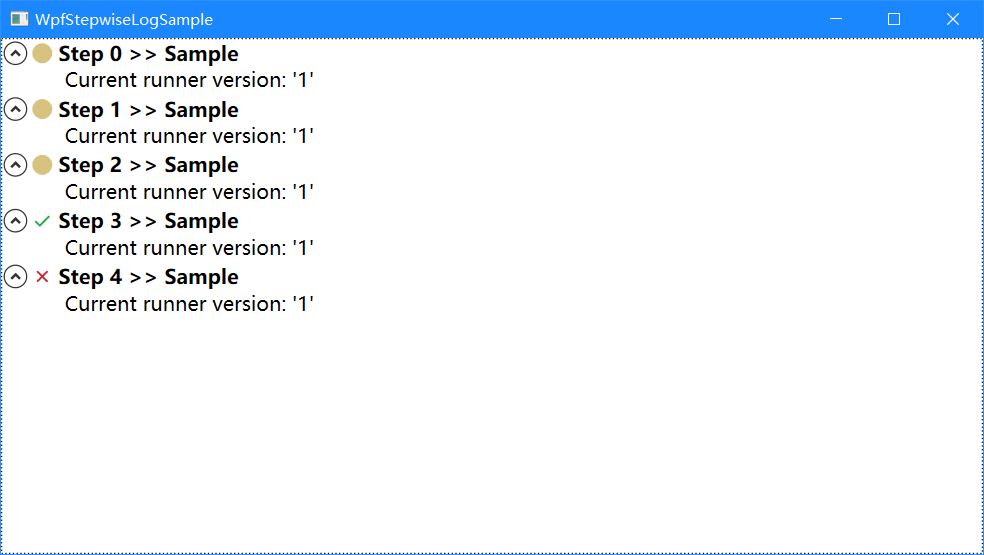 WpfStepwiseLogSample
Step 0 >> Sample
Current runner version: '1'
Step 1 >> Sample
Current runner version: '1'
Step 2 >> Sample
Current runner version: '1'
Step 3 >> Sample
Current runner version: '1'
Step 4 >> Sample
Current runner version: '1'